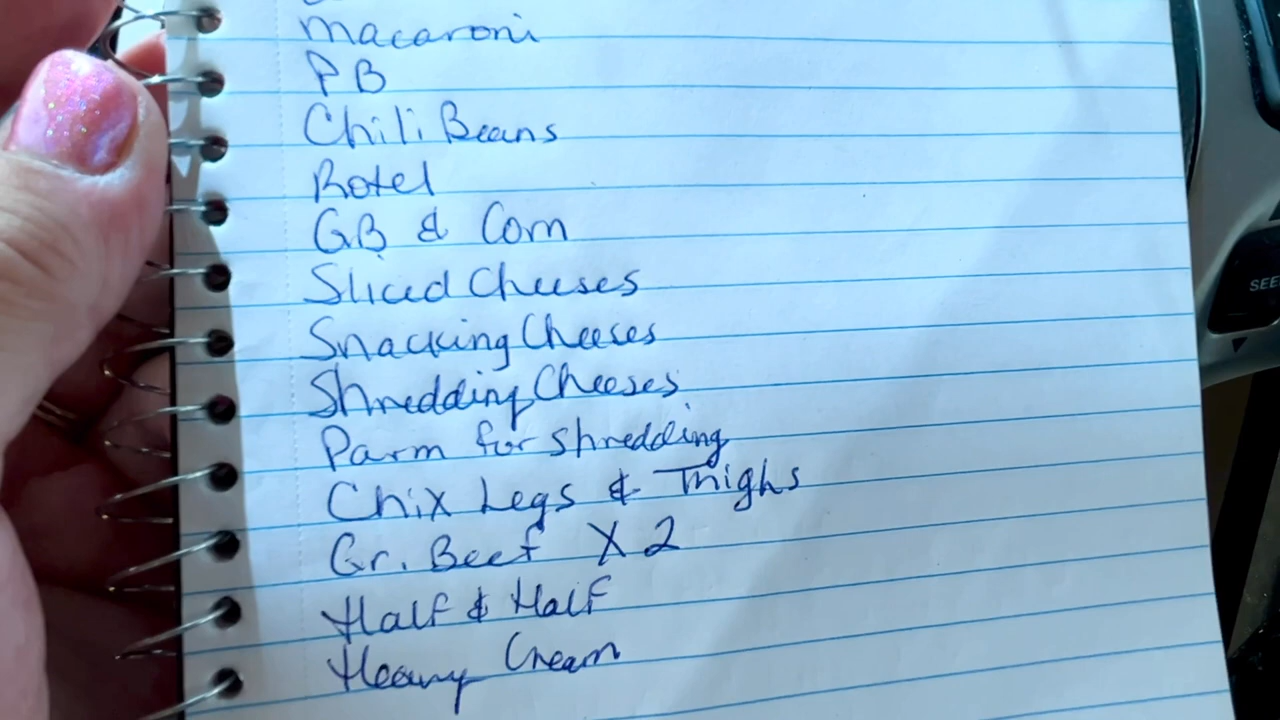 Macaroni
PB
Chili Beans
Rotel
GB & Corn
Sliced Cheeses
Snacking Cheeses
Shredding Cheeses
Parm for shredding
Chix Legs & Thighs
Gr. Beef X 2
Half & Half
Heavy Cream
SEE